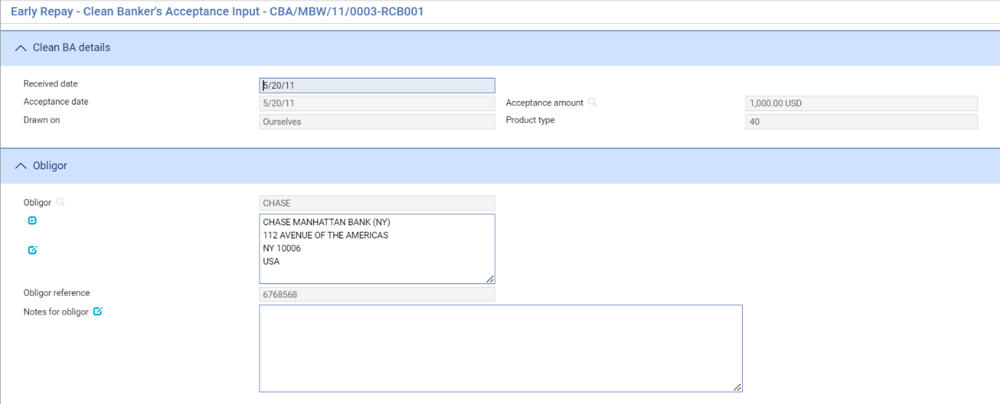 Early Repay - Clean Banker's Acceptance Input - CBA/MBW/11/0003-RCB001
Clean BA details
Received date 5/20/11
Acceptance date 5/20/11 Acceptance amount 1,000.00 USD
Drawn on Ourselves Product type 40
Obligor
Obligor CHASE
CHASE MANHATTAN BANK (NY)
112 AVENUE OF THE AMERICAS
NY 10006
USA
Obligor reference 6768568
Notes for obligor